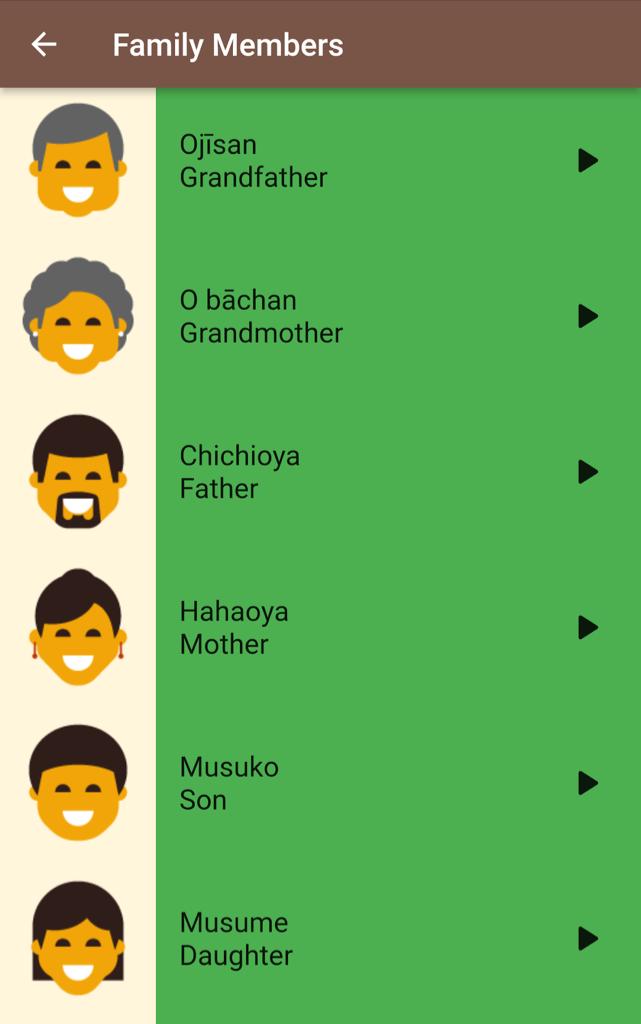 Family Members
Ojīsan
Grandfather
O bāchan
Grandmother
Chichioya
Father
Hahaoya
Mother
Musuko
Son
Musume
Daughter